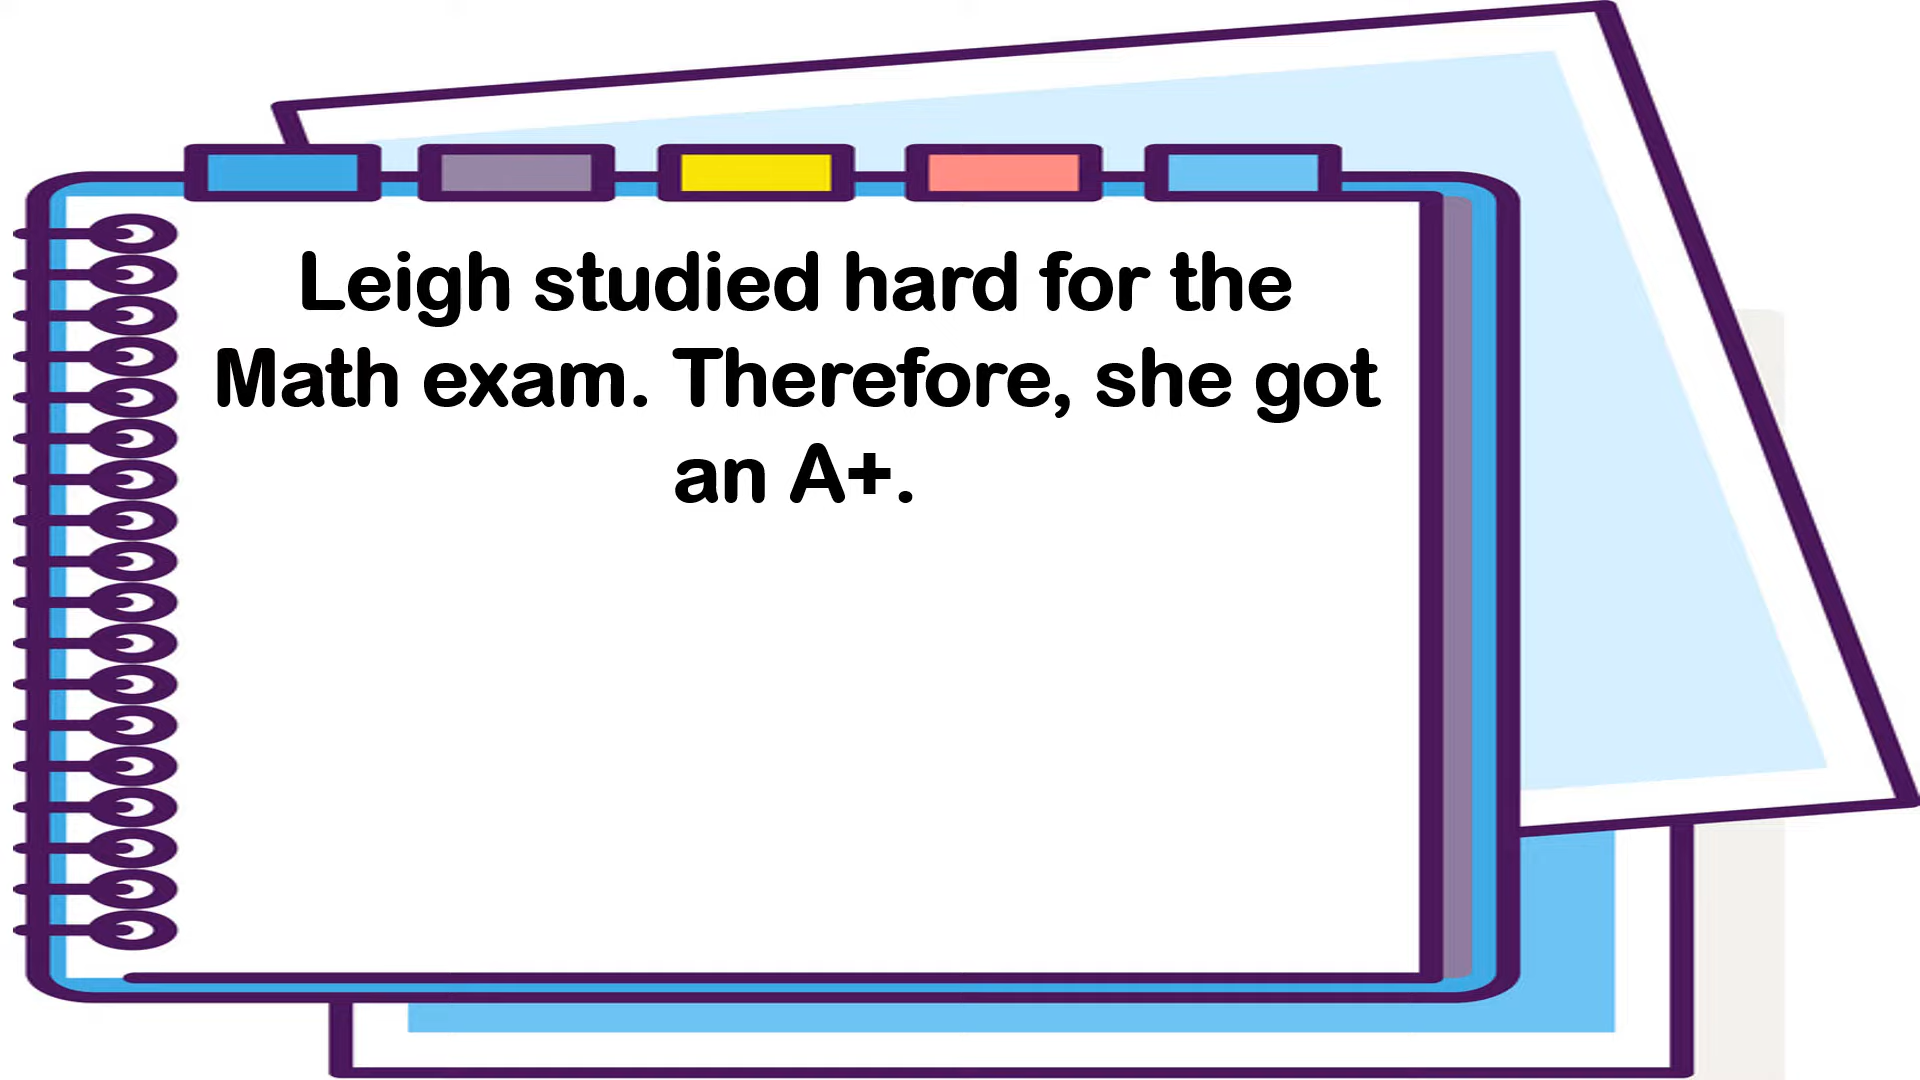 Leigh studied hard for the
Math exam. Therefore, she got
an A+.